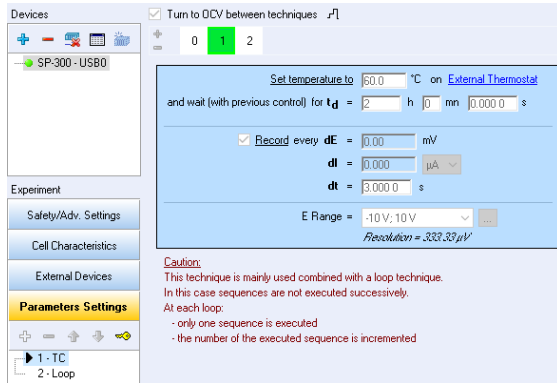 Devices
SP-300 - USB0
Experiment
Safety/Adv. Settings
Cell Characteristics
External Devices
Parameters Settings
1 - TC
2 - Loop
Turn to OCV between techniques
0 1 2
Set temperature to 60.0 °C on External Thermostat
and wait (with previous control) for td = 2 h 0 mn 0.000 0 s
Record every dE = 0.00 mV
dI = 0.000 µA
dt = 3.000 0 s
E Range = -10 V; 10 V ...
Resolution = 333.33 µV
Caution:
This technique is mainly used combined with a loop technique.
In this case sequences are not executed successively.
At each loop:
- only one sequence is executed
- the number of the executed sequence is incremented